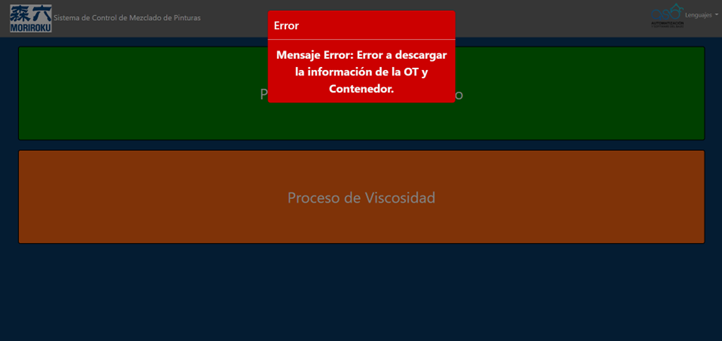 森六
MORIROKU
Sistema de Control de Mezclado de Pinturas
Lenguajes
Error
Mensaje Error: Error a descargar
la información de la OT y
Contenedor.
Proceso de Viscosidad